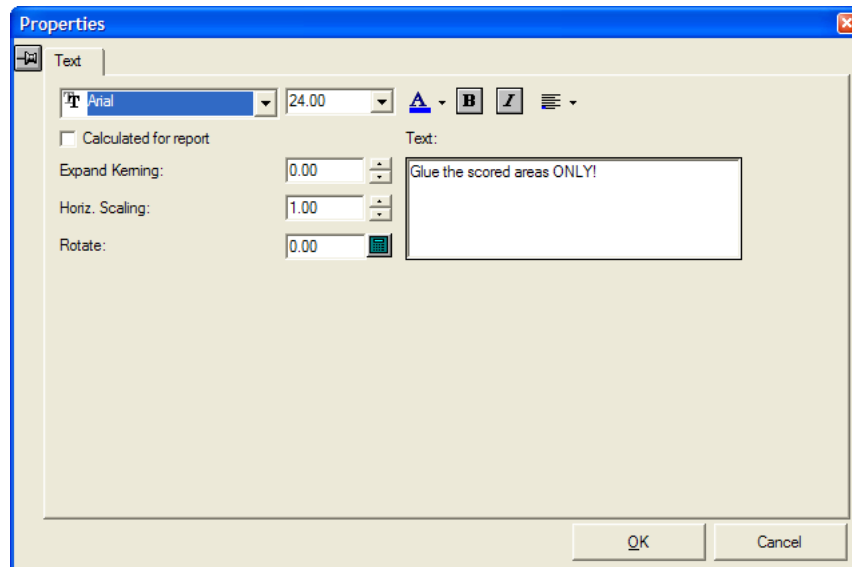 Properties
Text
Arial 24.00 A B I
Calculated for report Text:
Expand Kerning: 0.00 Glue the scored areas ONLY!
Horiz. Scaling: 1.00
Rotate: 0.00
OK Cancel